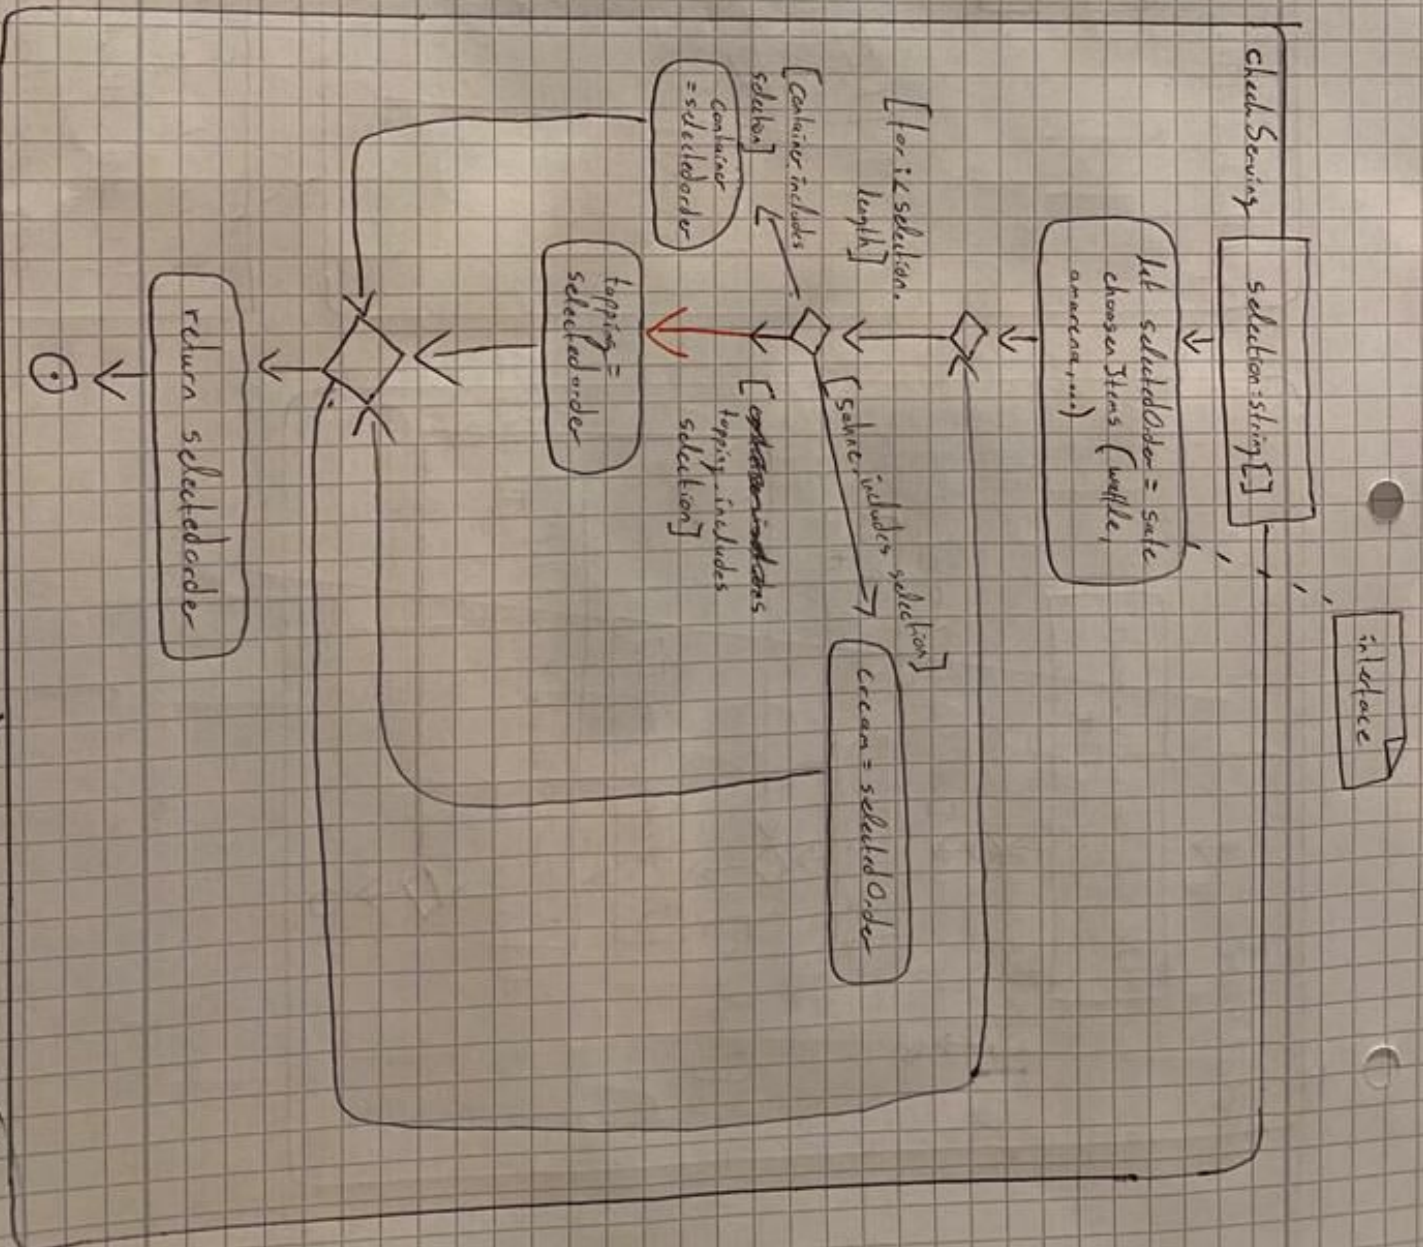 checkServing
selection:string[]
interface
let selectedOrder = sale
choosenItems (waffle,
amarena,....)
[for i < selection.
length]
[container includes
selection]
[sahne includes selection]
[
topping includes
selection]
container
= selectedorder
cream = selectedOrder
topping =
selectedorder
return selectedorder